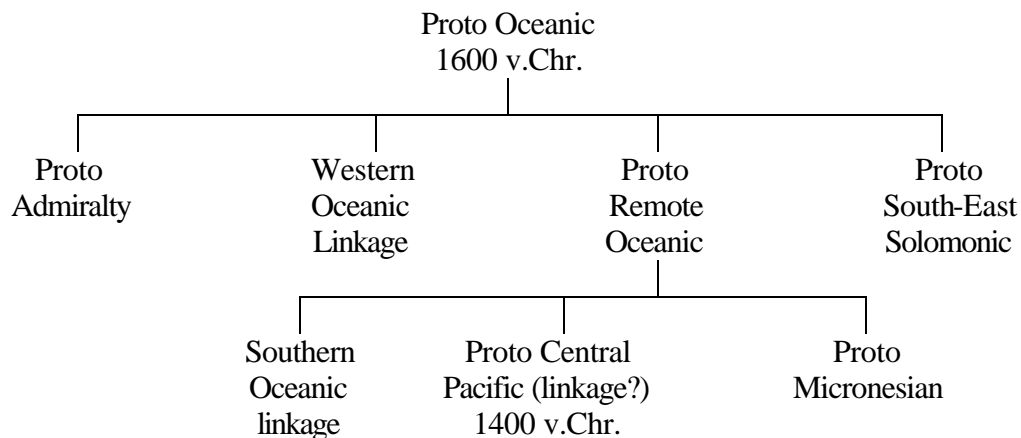 Proto Oceanic
1600 v.Chr.
Proto
Admiralty
Western
Oceanic
Linkage
Proto
Remote
Oceanic
Proto
South-East
Solomonic
Southern
Oceanic
linkage
Proto Central
Pacific (linkage?)
1400 v.Chr.
Proto
Micronesian